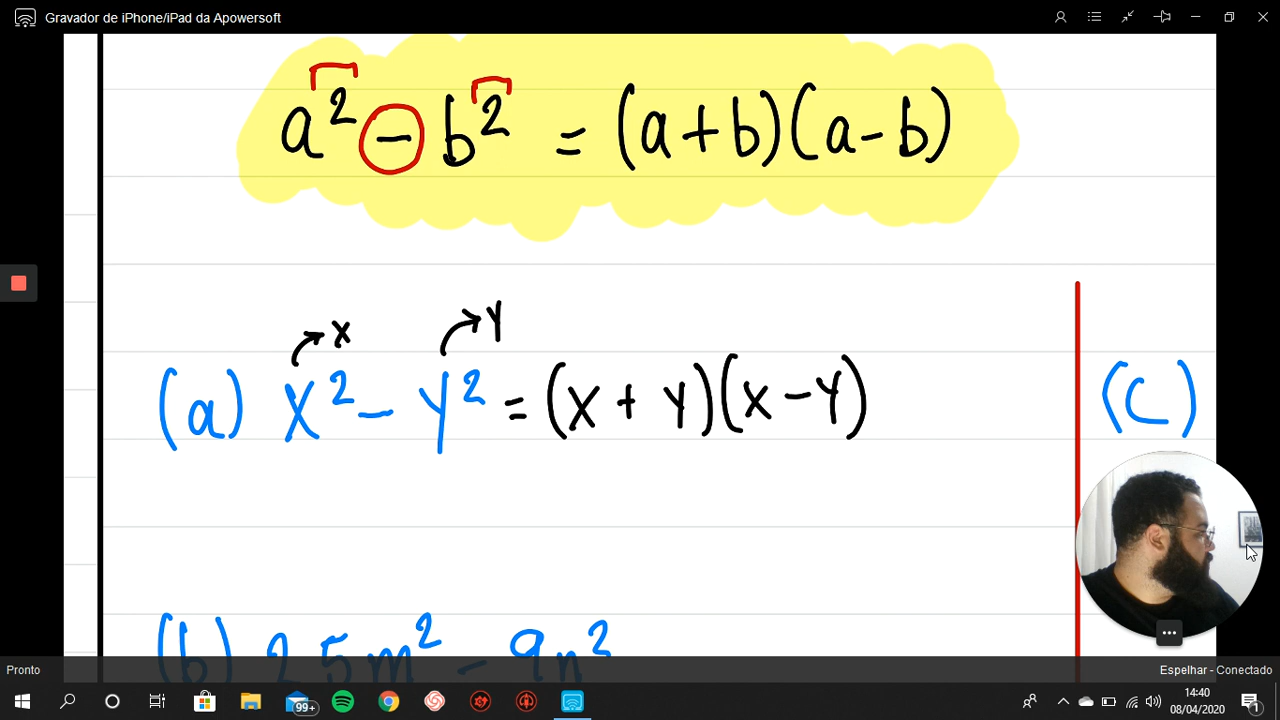 Gravador de iPhone/iPad da Apowersoft
a² - b² = (a+b)(a-b)
x y
(a) x² - y² = (x + y)(x - y)
(C)
(b) 25m² - 9n²
Pronto
Espelhar - Conectado
99+
14:40
08/04/2020
1